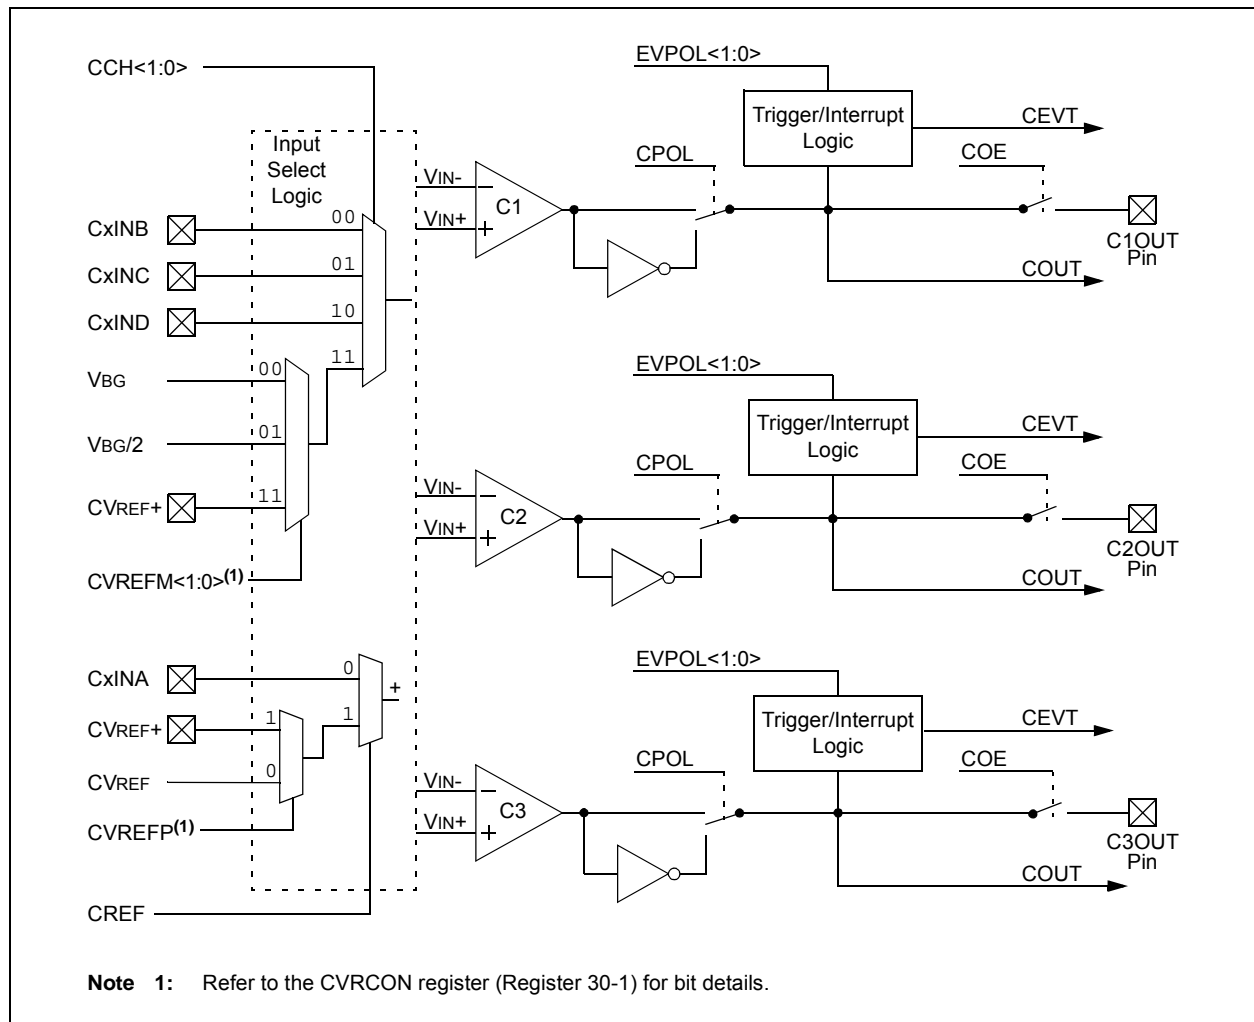 CCH<1:0>
Input
Select
Logic
CxINB
00
CxINC
01
CxIND
10
11
VBG
00
VBG/2
01
CVREF+
11
CVREFM<1:0>(1)
CxINA
0
+
CVREF+
1
1
CVREF
0
CVREFP(1)
CREF
EVPOL<1:0>
Trigger/Interrupt
Logic
CEVT
CPOL
COE
VIN-
–
C1
VIN+
+
C1OUT
Pin
COUT
EVPOL<1:0>
Trigger/Interrupt
Logic
CEVT
CPOL
COE
VIN-
–
C2
VIN+
+
C2OUT
Pin
COUT
EVPOL<1:0>
Trigger/Interrupt
Logic
CEVT
CPOL
COE
VIN-
–
C3
VIN+
+
C3OUT
Pin
COUT
Note 1: Refer to the CVRCON register (Register 30-1) for bit details.